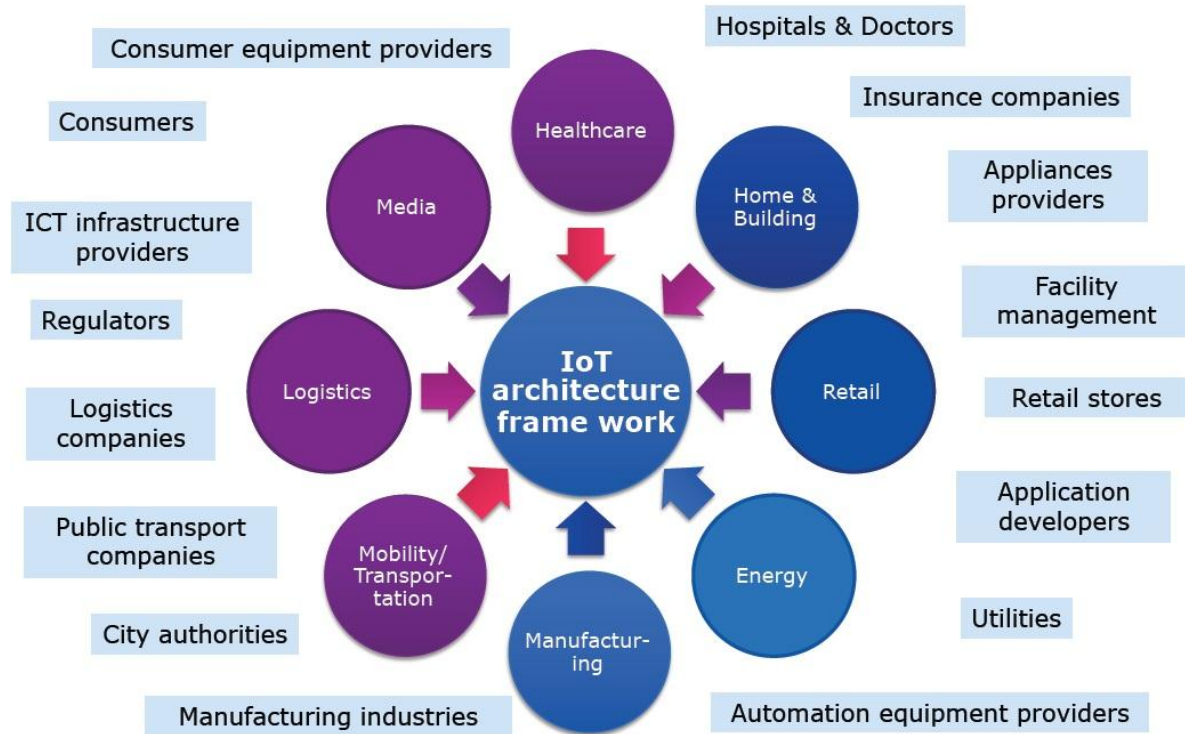 Hospitals & Doctors
Consumer equipment providers
Insurance companies
Consumers
Healthcare
Appliances
providers
Media
Home &
Building
ICT infrastructure
providers
Facility
management
Regulators
Logistics
IoT
architecture
frame work
Retail
Retail stores
Logistics
companies
Application
developers
Public transport
companies
Mobility/
Transpor-
tation
Energy
Manufactur-
ing
Utilities
City authorities
Manufacturing industries
Automation equipment providers